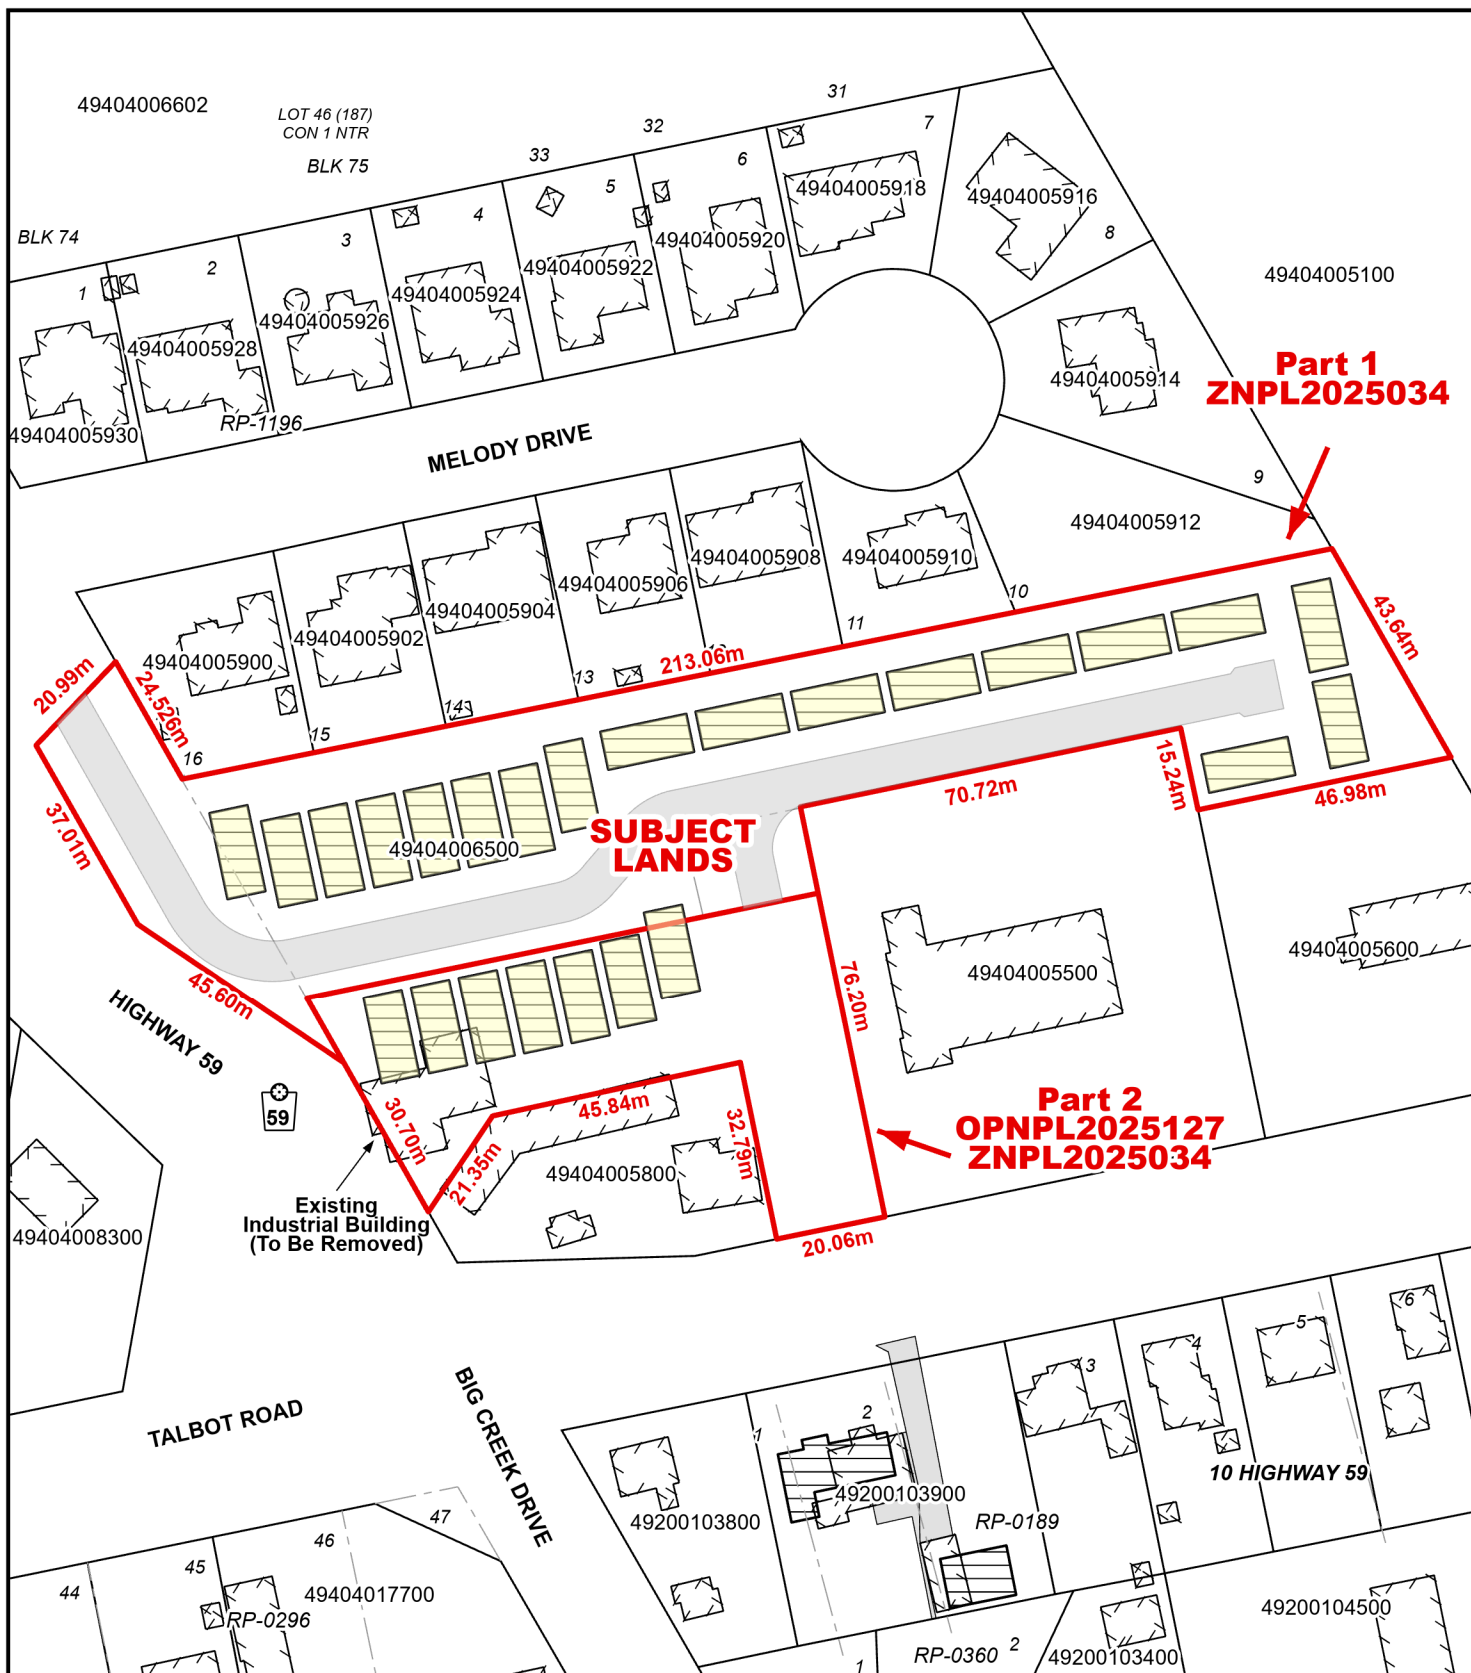 49404006602
LOT 46 (187)
CON 1 NTR
BLK 75
BLK 74
31
32
33
1
2
3
4
5
6
7
8
9
49404005930
49404005928
49404005926
49404005924
49404005922
49404005920
49404005918
49404005916
49404005914
49404005100
RP-1196
MELODY DRIVE
Part 1
ZNPL2025034
49404005912
49404005910
49404005908
49404005906
49404005904
49404005902
49404005900
10
11
13
14
15
16
213.06m
43.64m
20.99m
24.526m
37.01m
45.60m
70.72m
15.24m
46.98m
SUBJECT
LANDS
49404006500
49404005500
49404005600
76.20m
HIGHWAY 59
59
30.70m
21.35m
45.84m
32.79m
20.06m
49404005800
Part 2
OPNPL2025127
ZNPL2025034
Existing
Industrial Building
(To Be Removed)
49404008300
TALBOT ROAD
BIG CREEK DRIVE
1
2
3
4
5
6
10 HIGHWAY 59
49200103800
49200103900
RP-0189
44
45
46
47
49404017700
RP-0296
49200104500
49200103400
RP-0360
2
1